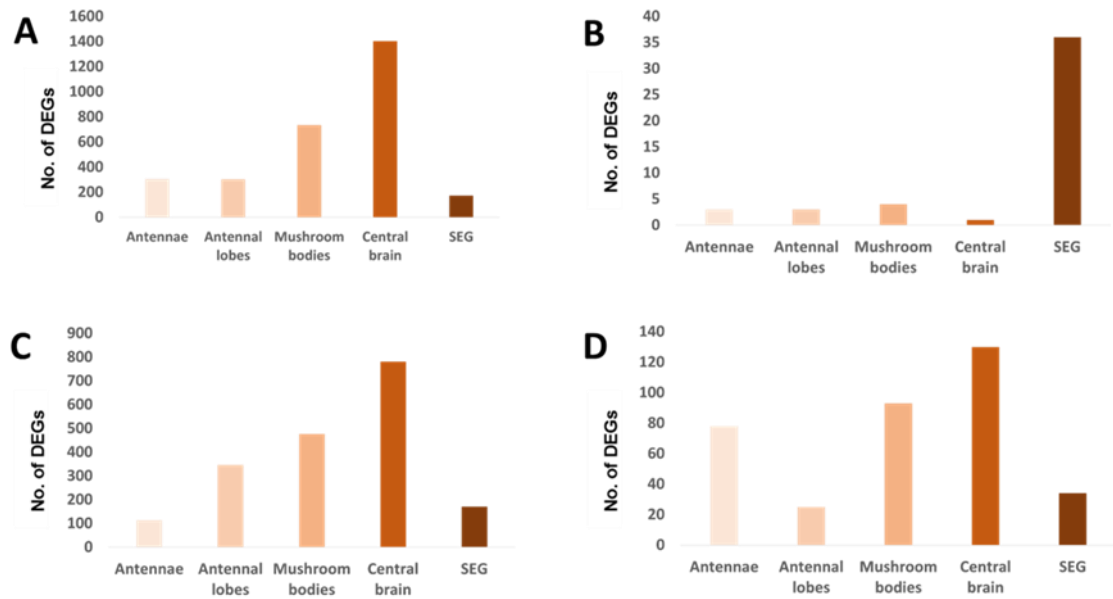 A
No. of DEGs
1600
1400
1200
1000
800
600
400
200
0
Antennae
Antennal lobes
Mushroom bodies
Central brain
SEG
B
No. of DEGs
40
35
30
25
20
15
10
5
0
Antennae
Antennal lobes
Mushroom bodies
Central brain
SEG
C
No. of DEGs
900
800
700
600
500
400
300
200
100
0
Antennae
Antennal lobes
Mushroom bodies
Central brain
SEG
D
No. of DEGs
140
120
100
80
60
40
20
0
Antennae
Antennal lobes
Mushroom bodies
Central brain
SEG